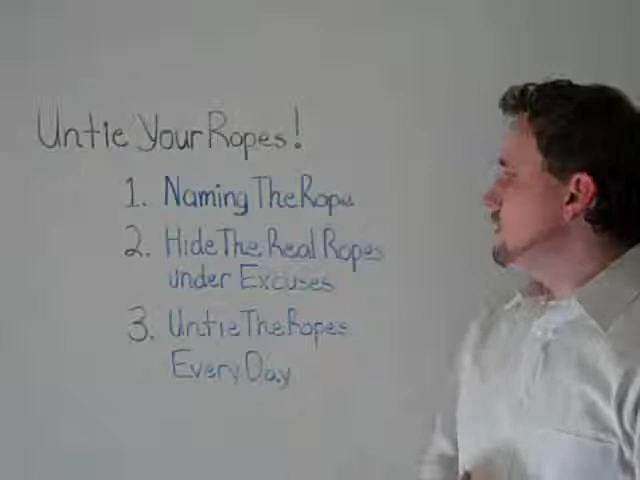 Untie Your Ropes!
1. Naming The Rope
2. Hide The Real Ropes
under Excuses
3. Untie The Ropes
Every Day